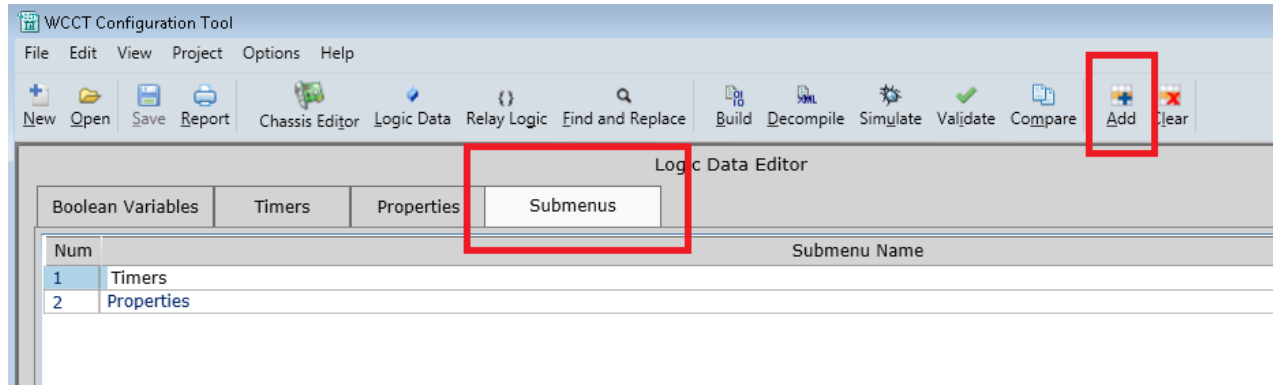 WCCT Configuration Tool
File Edit View Project Options Help
New Open Save Report Chassis Editor Logic Data Relay Logic Find and Replace Build Decompile Simulate Validate Compare Add Clear
Logic Data Editor
Boolean Variables Timers Properties Submenus
Num Submenu Name
1 Timers
2 Properties